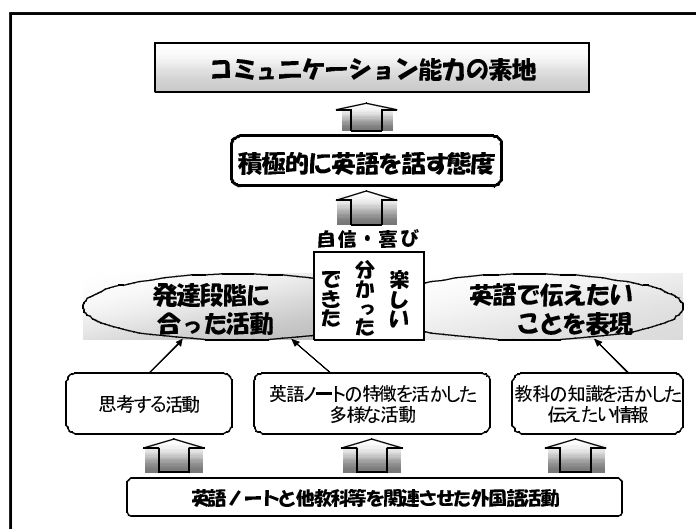 コミュニケーション能力の素地
積極的に英語を話す態度
自信・喜び
楽しい
分かった
できた
発達段階に
合った活動
英語で伝えたい
ことを表現
思考する活動
英語ノートの特徴を活かした
多様な活動
教科の知識を活かした
伝えたい情報
英語ノートと他教科等を関連させた外国語活動